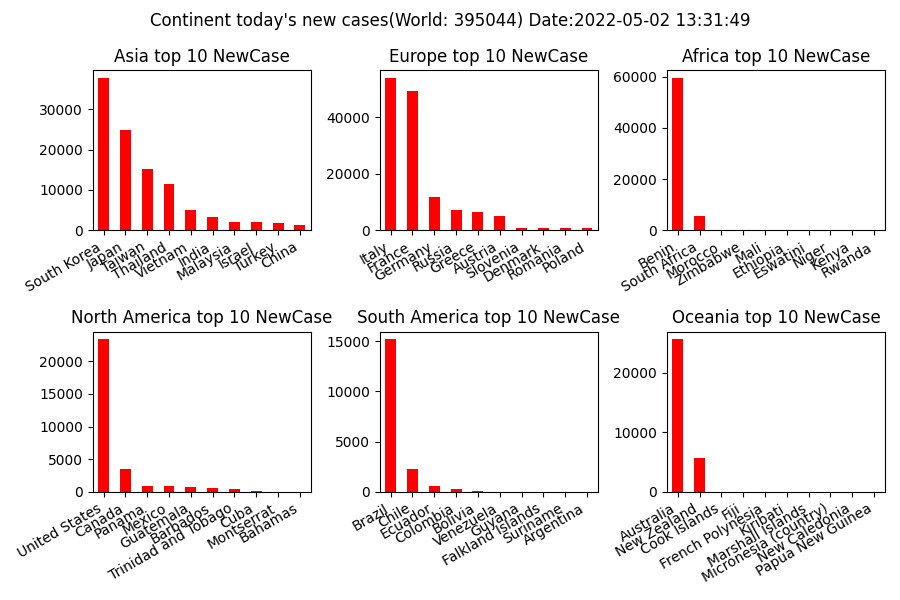 Continent today's new cases(World: 395044) Date:2022-05-02 13:31:49
Asia top 10 NewCase
30000
20000
10000
0
South Korea
Japan
Taiwan
Thailand
Vietnam
India
Malaysia
Israel
Turkey
China
Europe top 10 NewCase
40000
20000
0
Italy
France
Germany
Russia
Greece
Austria
Slovenia
Denmark
Romania
Poland
Africa top 10 NewCase
60000
40000
20000
0
Benin
South Africa
Morocco
Zimbabwe
Mali
Ethiopia
Eswatini
Niger
Kenya
Rwanda
North America top 10 NewCase
20000
15000
10000
5000
0
United States
Canada
Panama
Mexico
Guatemala
Barbados
Trinidad and Tobago
Cuba
Montserrat
Bahamas
South America top 10 NewCase
15000
10000
5000
0
Brazil
Chile
Ecuador
Colombia
Bolivia
Venezuela
Guyana
Falkland Islands
Suriname
Argentina
Oceania top 10 NewCase
20000
10000
0
Australia
New Zealand
Cook Islands
Fiji
French Polynesia
Kiribati
Marshall Islands
Micronesia (country)
New Caledonia
Papua New Guinea